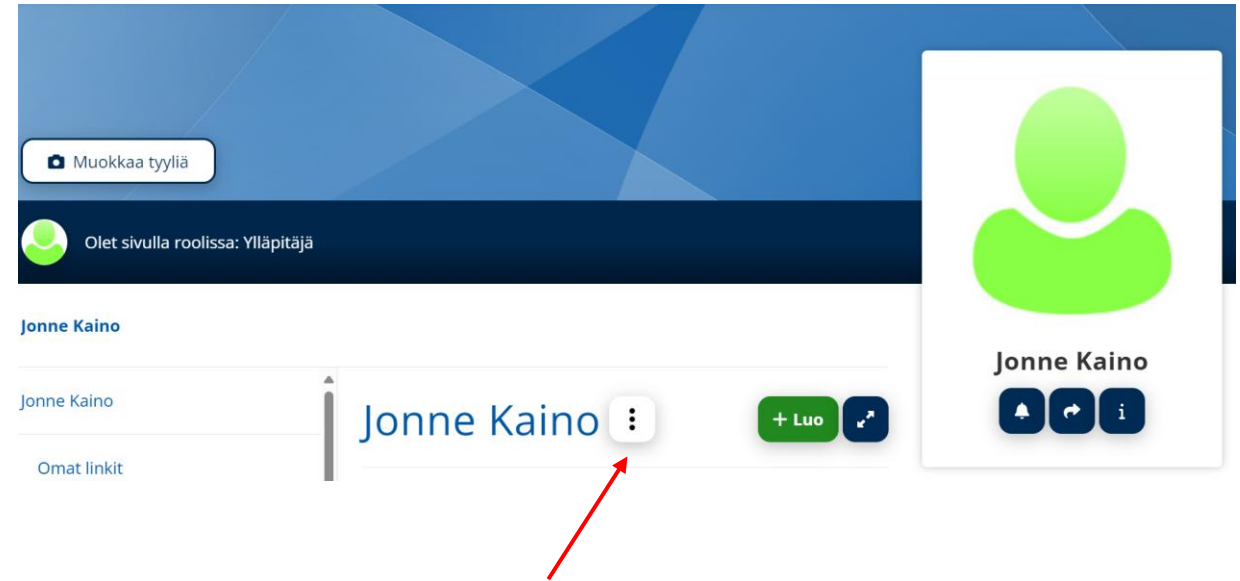 Muokkaa tyyliä
Olet sivulla roolissa: Ylläpitäjä
Jonne Kaino
Jonne Kaino
Omat linkit
Jonne Kaino
+ Luo
Jonne Kaino
i